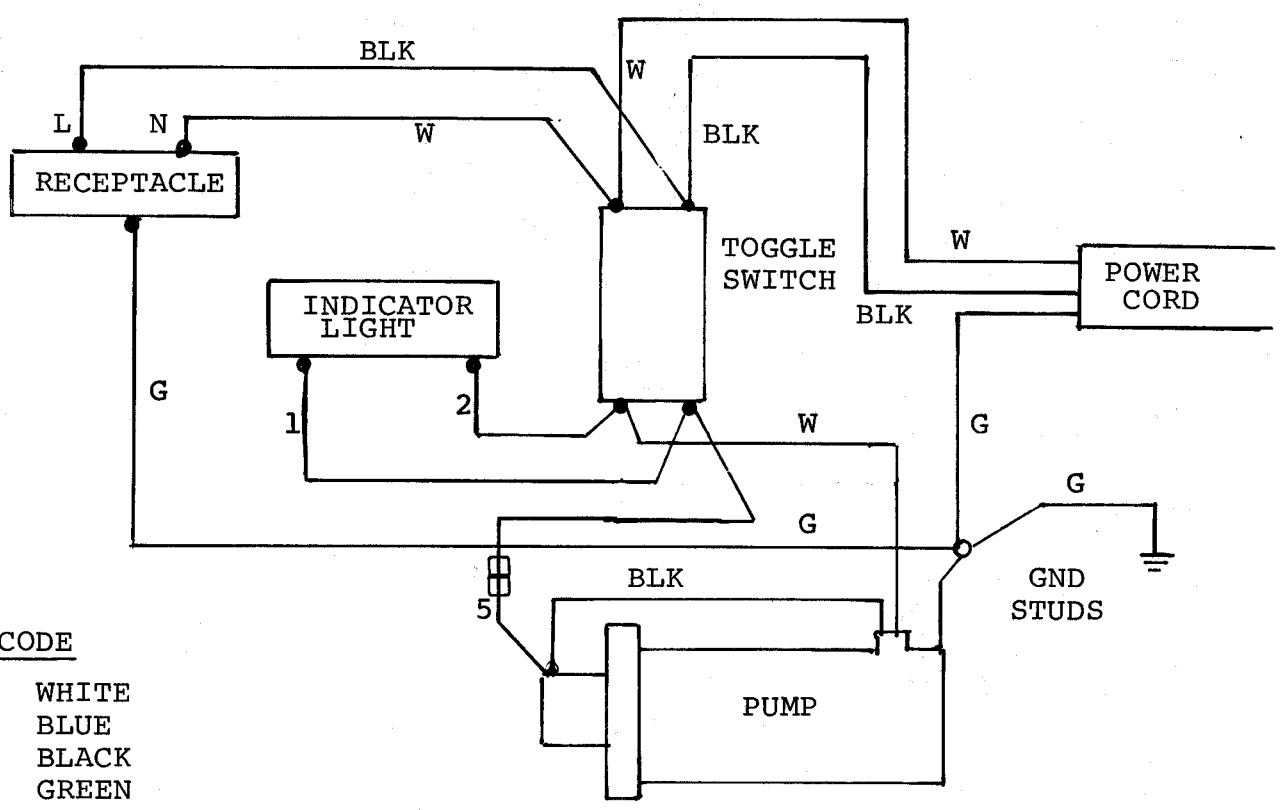 BLK
W
L
N
W
BLK
RECEPTACLE
TOGGLE
SWITCH
W
POWER
CORD
INDICATOR
LIGHT
BLK
G
2
1
W
G
G
G
BLK
GND
STUDS
5
CODE
WHITE
BLUE
BLACK
GREEN
PUMP